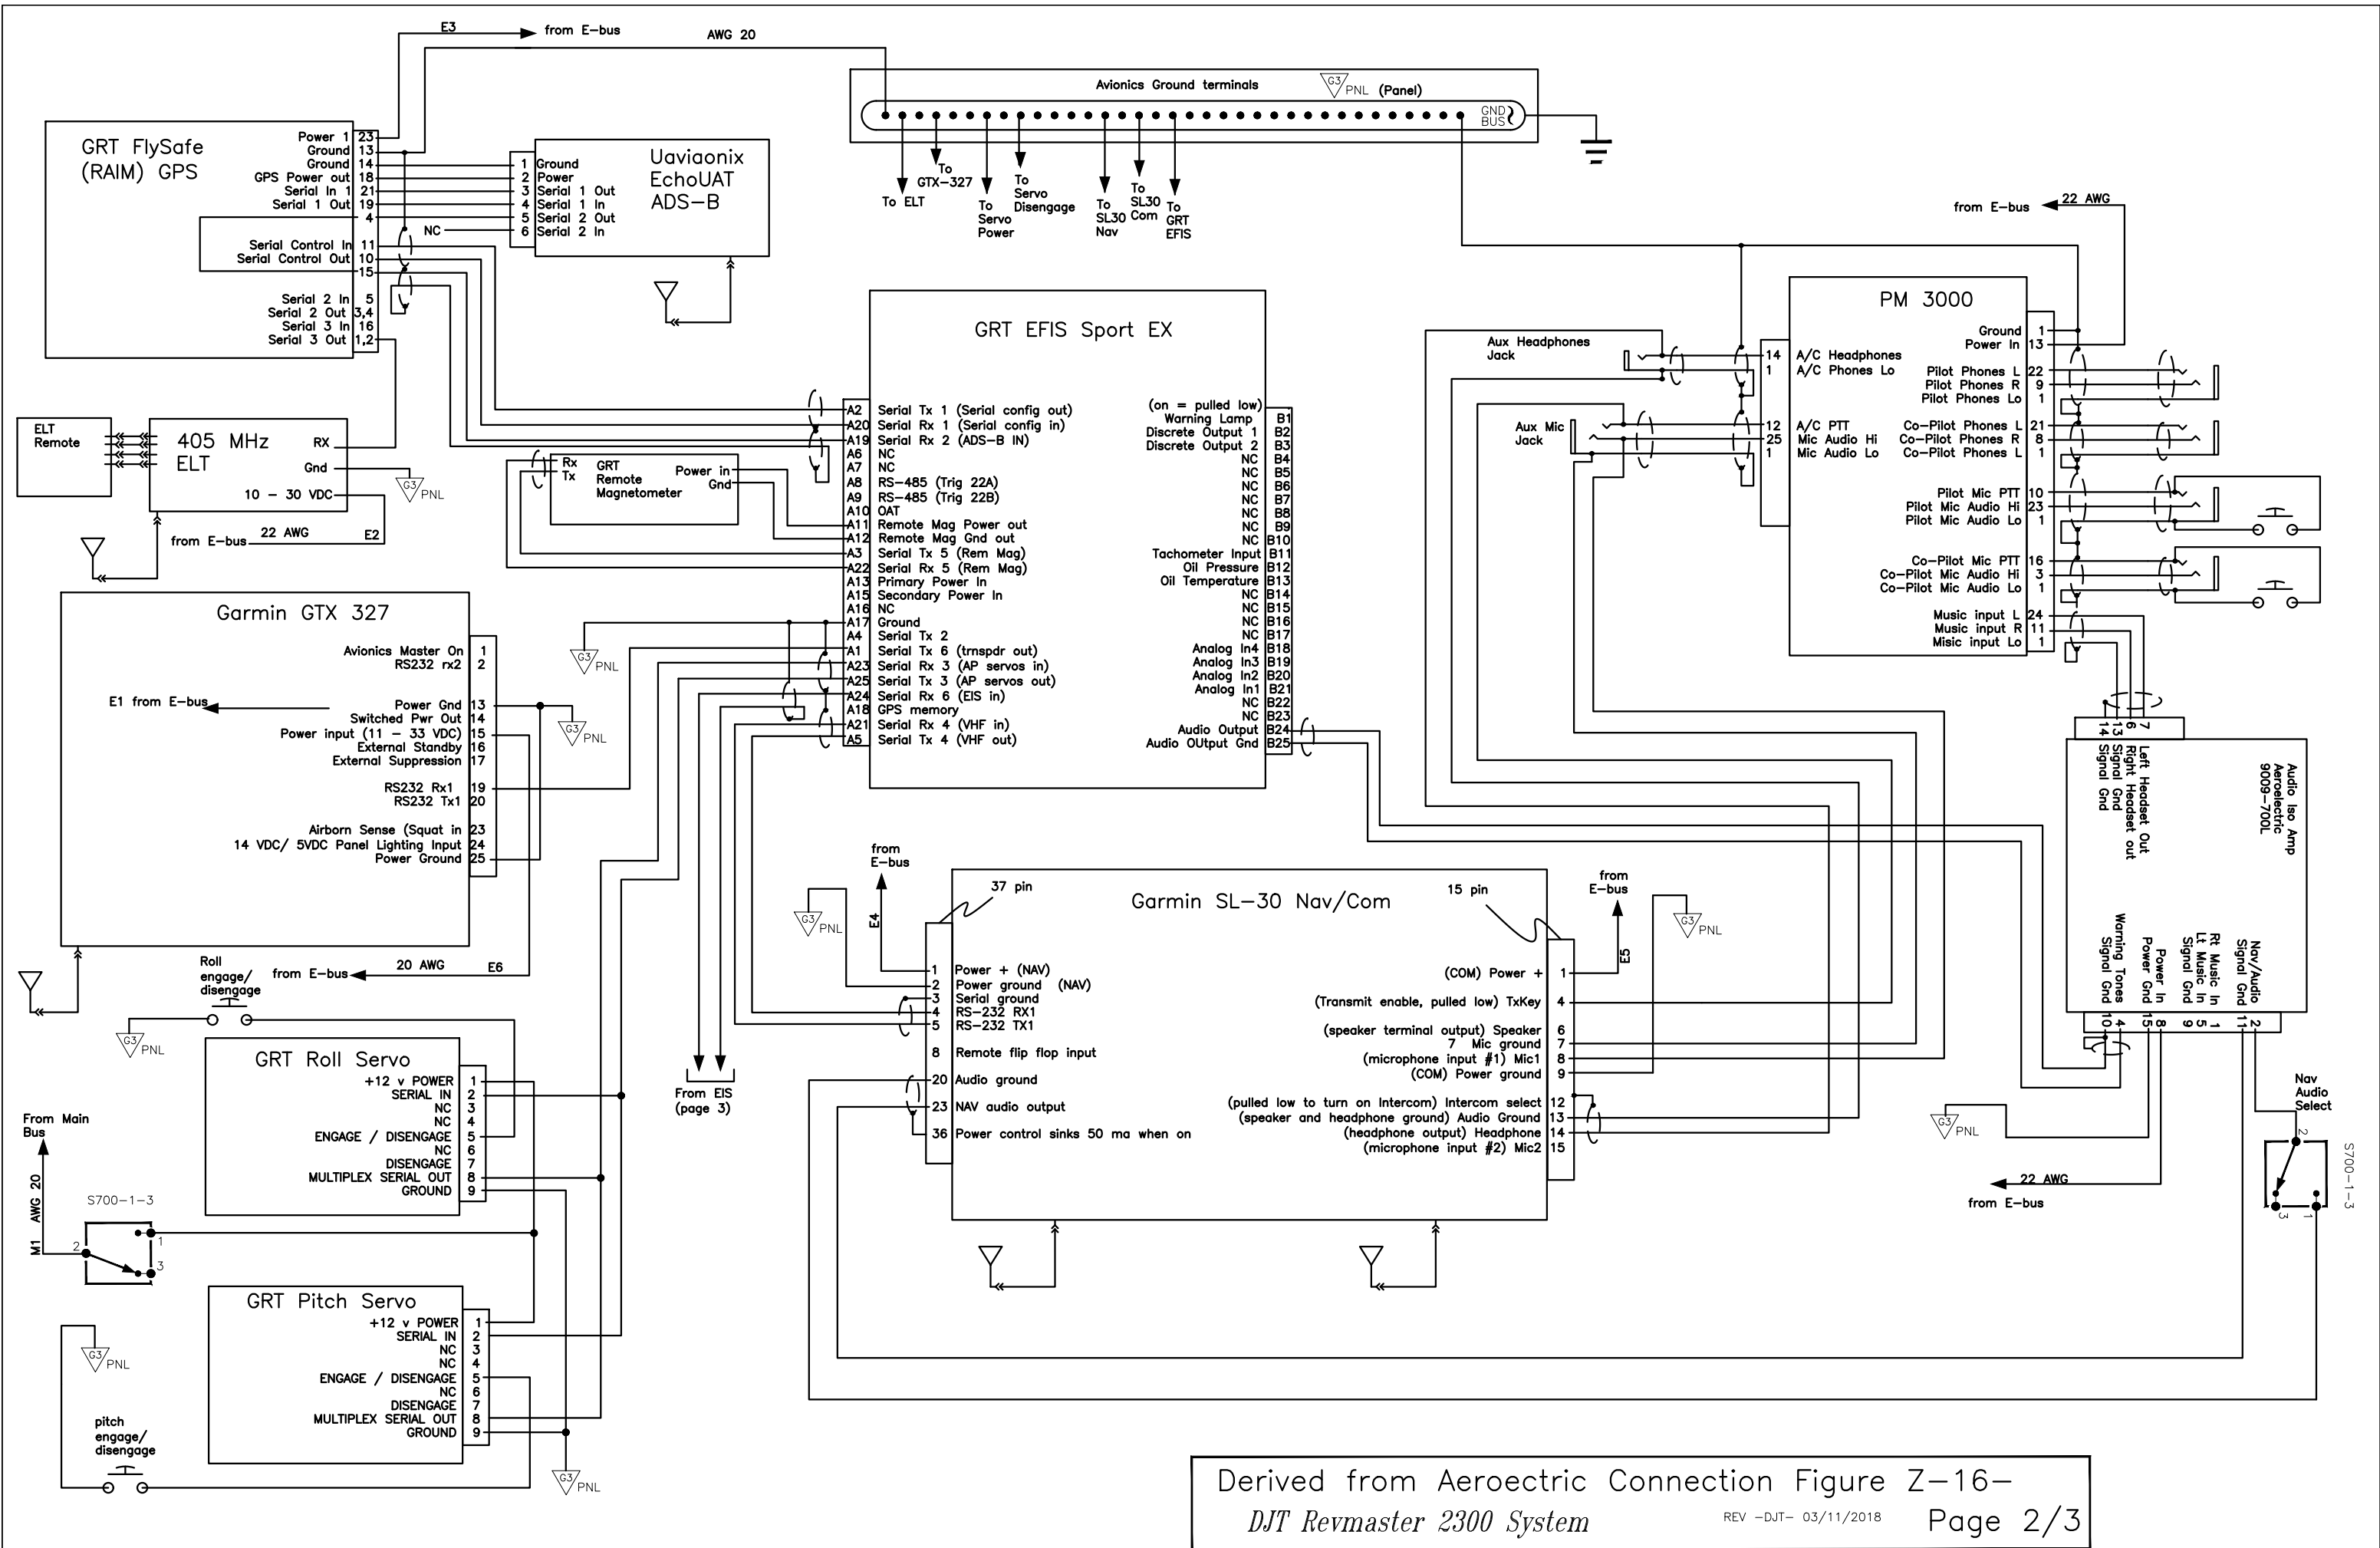 E3
from E-bus
AWG 20
Avionics Ground terminals
G3
PNL
(Panel)
GND
BUS
To ELT
To
GTX-327
To
Servo
Power
To
Servo
Disengage
To
SL30
Nav
To
SL30
Com
To
GRT
EFIS
GRT FlySafe
(RAIM) GPS
Power 1 23
Ground 13
Ground 14
GPS Power out 18
Serial In 1 21
Serial 1 Out 19
4
Serial Control In 11
Serial Control Out 10
15
Serial 2 In 5
Serial 2 Out 3,4
Serial 3 In 16
Serial 3 Out 1,2
NC
Uaviaonix
EchoUAT
ADS-B
1 Ground
2 Power
3 Serial 1 Out
4 Serial 1 In
5 Serial 2 Out
6 Serial 2 In
ELT
Remote
405 MHz
ELT
RX
Gnd
10 - 30 VDC
G3
PNL
from E-bus
22 AWG
E2
GRT EFIS Sport EX
A2 Serial Tx 1 (Serial config out)
A20 Serial Rx 1 (Serial config in)
A19 Serial Rx 2 (ADS-B IN)
A6 NC
A7 NC
A8 RS-485 (Trig 22A)
A9 RS-485 (Trig 22B)
A10 OAT
A11 Remote Mag Power out
A12 Remote Mag Gnd out
A3 Serial Tx 5 (Rem Mag)
A22 Serial Rx 5 (Rem Mag)
A13 Primary Power In
A15 Secondary Power In
A16 NC
A17 Ground
A4 Serial Tx 2
A1 Serial Tx 6 (trnspdr out)
A23 Serial Rx 3 (AP servos in)
A25 Serial Tx 3 (AP servos out)
A24 Serial Rx 6 (EIS in)
A18 GPS memory
A21 Serial Rx 4 (VHF in)
A5 Serial Tx 4 (VHF out)
(on = pulled low)
Warning Lamp B1
Discrete Output 1 B2
Discrete Output 2 B3
NC B4
NC B5
NC B6
NC B7
NC B8
NC B9
NC B10
Tachometer Input B11
Oil Pressure B12
Oil Temperature B13
NC B14
NC B15
NC B16
NC B17
Analog In4 B18
Analog In3 B19
Analog In2 B20
Analog In1 B21
NC B22
NC B23
Audio Output B24
Audio OUtput Gnd B25
Rx
Tx
GRT
Remote
Magnetometer
Power in
Gnd
G3
PNL
from E-bus
22 AWG
PM 3000
Aux Headphones
Jack
Aux Mic
Jack
14 A/C Headphones
1 A/C Phones Lo
12 A/C PTT
25 Mic Audio Hi
1 Mic Audio Lo
Ground 1
Power In 13
Pilot Phones L 22
Pilot Phones R 9
Pilot Phones Lo 1
Co-Pilot Phones L 21
Co-Pilot Phones R 8
Co-Pilot Phones L 1
Pilot Mic PTT 10
Pilot Mic Audio Hi 23
Pilot Mic Audio Lo 1
Co-Pilot Mic PTT 16
Co-Pilot Mic Audio Hi 3
Co-Pilot Mic Audio Lo 1
Music input L 24
Music input R 11
Misic input Lo 1
Garmin GTX 327
Avionics Master On 1
RS232 rx2 2
E1 from E-bus
Power Gnd 13
Switched Pwr Out 14
Power input (11 - 33 VDC) 15
External Standby 16
External Suppression 17
RS232 Rx1 19
RS232 Tx1 20
Airborn Sense (Squat in 23
14 VDC/ 5VDC Panel Lighting Input 24
Power Ground 25
G3
PNL
from E-bus
20 AWG
E6
Audio Iso Amp
Aeroelectric
9009-700L
7 Left Headset Out
6 Right Headset out
13 Signal Gnd
14 Signal Gnd
Nav/Audio 2
Signal Gnd 11
Rt Music In 1
Lt Music In 5
Signal Gnd 9
Power In 8
Power Gnd 15
Warning Tones 4
Signal Gnd 10
G3
PNL
22 AWG
from E-bus
Nav
Audio
Select
2
3
1
S700-1-3
Garmin SL-30 Nav/Com
37 pin
15 pin
from
E-bus
E4
G3
PNL
1 Power + (NAV)
2 Power ground (NAV)
3 Serial ground
4 RS-232 RX1
5 RS-232 TX1
8 Remote flip flop input
20 Audio ground
23 NAV audio output
36 Power control sinks 50 ma when on
from
E-bus
E5
G3
PNL
(COM) Power + 1
(Transmit enable, pulled low) TxKey 4
(speaker terminal output) Speaker 6
7 Mic ground 7
(microphone input #1) Mic1 8
(COM) Power ground 9
(pulled low to turn on Intercom) Intercom select 12
(speaker and headphone ground) Audio Ground 13
(headphone output) Headphone 14
(microphone input #2) Mic2 15
From EIS
(page 3)
Roll
engage/
disengage
G3
PNL
GRT Roll Servo
+12 v POWER 1
SERIAL IN 2
NC 3
NC 4
ENGAGE / DISENGAGE 5
NC 6
DISENGAGE 7
MULTIPLEX SERIAL OUT 8
GROUND 9
From Main
Bus
M1 AWG 20
S700-1-3
2
1
3
GRT Pitch Servo
+12 v POWER 1
SERIAL IN 2
NC 3
NC 4
ENGAGE / DISENGAGE 5
NC 6
DISENGAGE 7
MULTIPLEX SERIAL OUT 8
GROUND 9
G3
PNL
pitch
engage/
disengage
G3
PNL
Derived from Aeroectric Connection Figure Z-16-
DJT Revmaster 2300 System
REV -DJT- 03/11/2018
Page 2/3